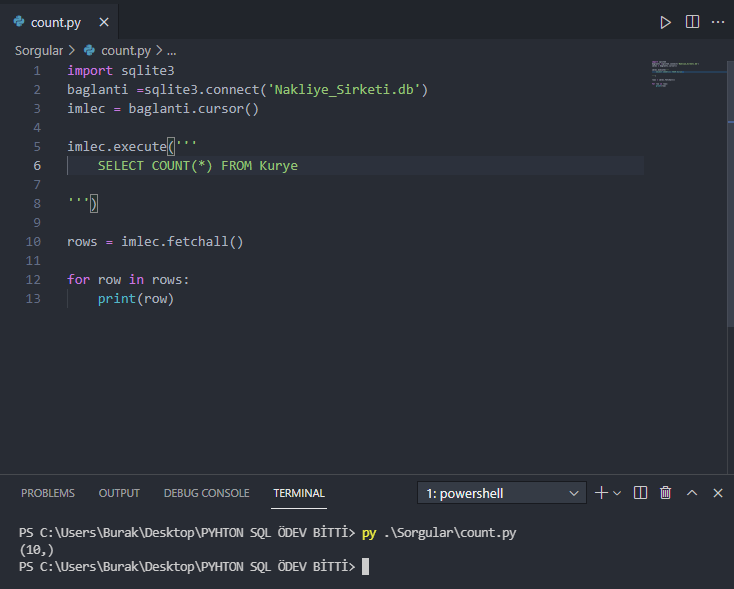 count.py
Sorgular > count.py > ...
1 import sqlite3
2 baglanti =sqlite3.connect('Nakliye_Sirketi.db')
3 imlec = baglanti.cursor()
4
5 imlec.execute('''
6     SELECT COUNT(*) FROM Kurye
7
8 ''')
9
10 rows = imlec.fetchall()
11
12 for row in rows:
13     print(row)
PROBLEMS OUTPUT DEBUG CONSOLE TERMINAL 1: powershell
PS C:\Users\Burak\Desktop\PYHTON SQL ÖDEV BİTTİ> py .\Sorgular\count.py
(10,)
PS C:\Users\Burak\Desktop\PYHTON SQL ÖDEV BİTTİ>